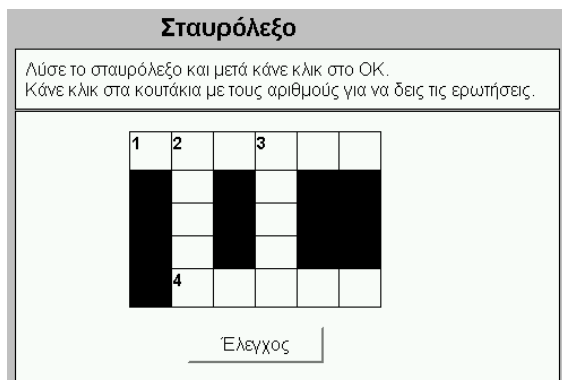 Σταυρόλεξο
Λύσε το σταυρόλεξο και μετά κάνε κλικ στο ΟΚ.
Κάνε κλικ στα κουτάκια με τους αριθμούς για να δεις τις ερωτήσεις.
1 2 3
4
Έλεγχος